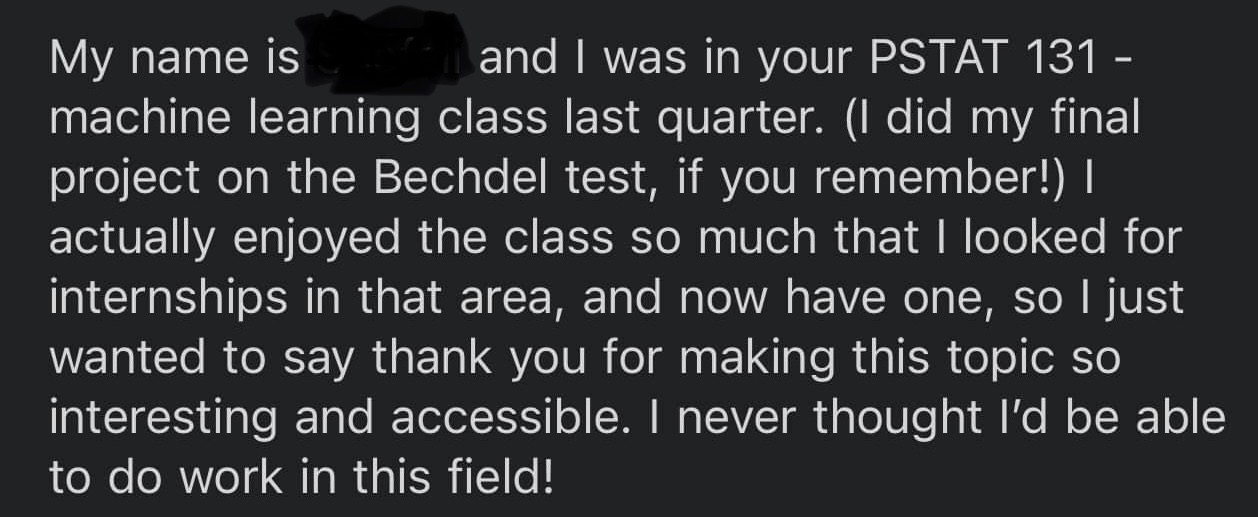 My name is and I was in your PSTAT 131 -
machine learning class last quarter. (I did my final
project on the Bechdel test, if you remember!) I
actually enjoyed the class so much that I looked for
internships in that area, and now have one, so I just
wanted to say thank you for making this topic so
interesting and accessible. I never thought I’d be able
to do work in this field!